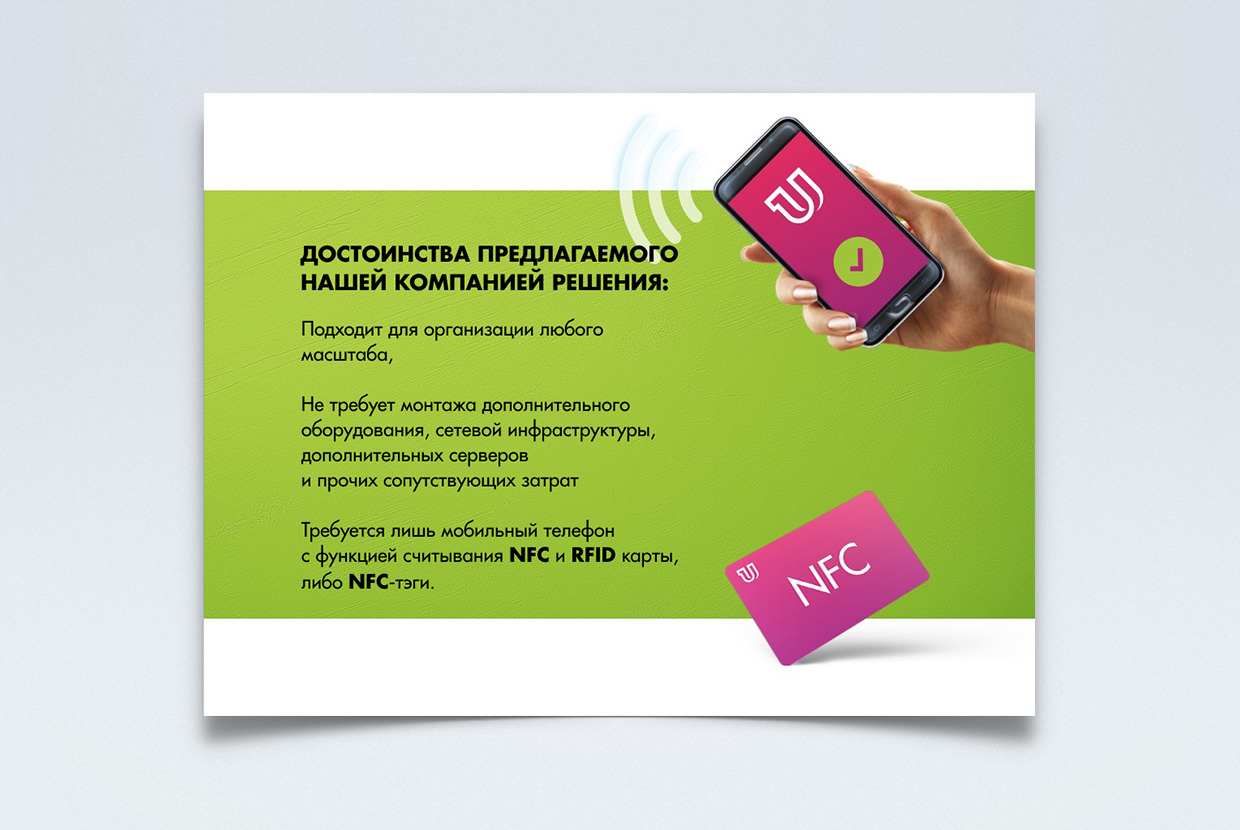 ДОСТОИНСТВА ПРЕДЛАГАЕМОГО
НАШЕЙ КОМПАНИЕЙ РЕШЕНИЯ:
Подходит для организации любого
масштаба,
Не требует монтажа дополнительного
оборудования, сетевой инфраструктуры,
дополнительных серверов
и прочих сопутствующих затрат
Требуется лишь мобильный телефон
с функцией считывания NFC и RFID карты,
либо NFC-тэги.
NFC